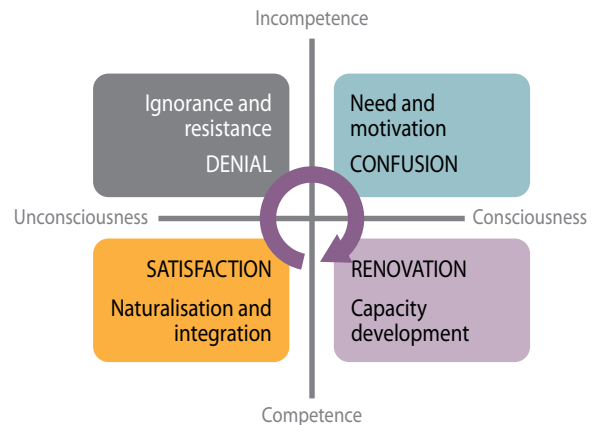 Incompetence
Ignorance and
resistance
DENIAL
Need and
motivation
CONFUSION
Unconsciousness
Consciousness
SATISFACTION
Naturalisation and
integration
RENOVATION
Capacity
development
Competence